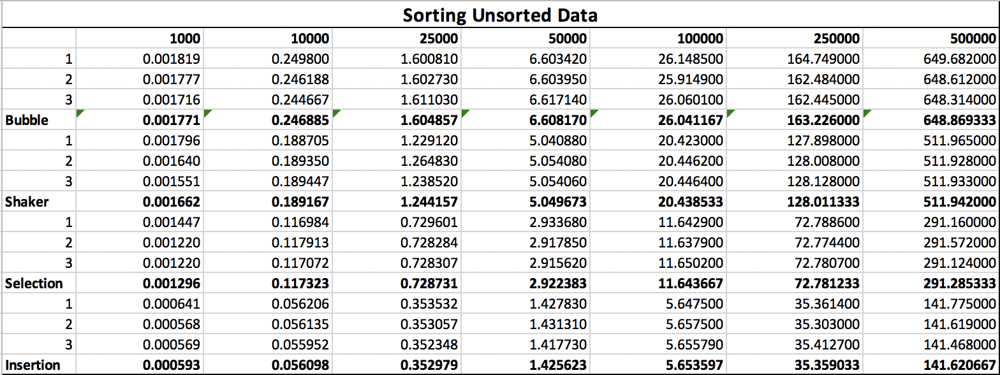 Sorting Unsorted Data
1000 10000 25000 50000 100000 250000 500000
1 0.001819 0.249800 1.600810 6.603420 26.148500 164.749000 649.682000
2 0.001777 0.246188 1.602730 6.603950 25.914900 162.484000 648.612000
3 0.001716 0.244667 1.611030 6.617140 26.060100 162.445000 648.314000
Bubble 0.001771 0.246885 1.604857 6.608170 26.041167 163.226000 648.869333
1 0.001796 0.188705 1.229120 5.040880 20.423000 127.898000 511.965000
2 0.001640 0.189350 1.264830 5.054080 20.446200 128.008000 511.928000
3 0.001551 0.189447 1.238520 5.054060 20.446400 128.128000 511.933000
Shaker 0.001662 0.189167 1.244157 5.049673 20.438533 128.011333 511.942000
1 0.001447 0.116984 0.729601 2.933680 11.642900 72.788600 291.160000
2 0.001220 0.117913 0.728284 2.917850 11.637900 72.774400 291.572000
3 0.001220 0.117072 0.728307 2.915620 11.650200 72.780700 291.124000
Selection 0.001296 0.117323 0.728731 2.922383 11.643667 72.781233 291.285333
1 0.000641 0.056206 0.353532 1.427830 5.647500 35.361400 141.775000
2 0.000568 0.056135 0.353057 1.431310 5.657500 35.303000 141.619000
3 0.000569 0.055952 0.352348 1.417730 5.655790 35.412700 141.468000
Insertion 0.000593 0.056098 0.352979 1.425623 5.653597 35.359033 141.620667